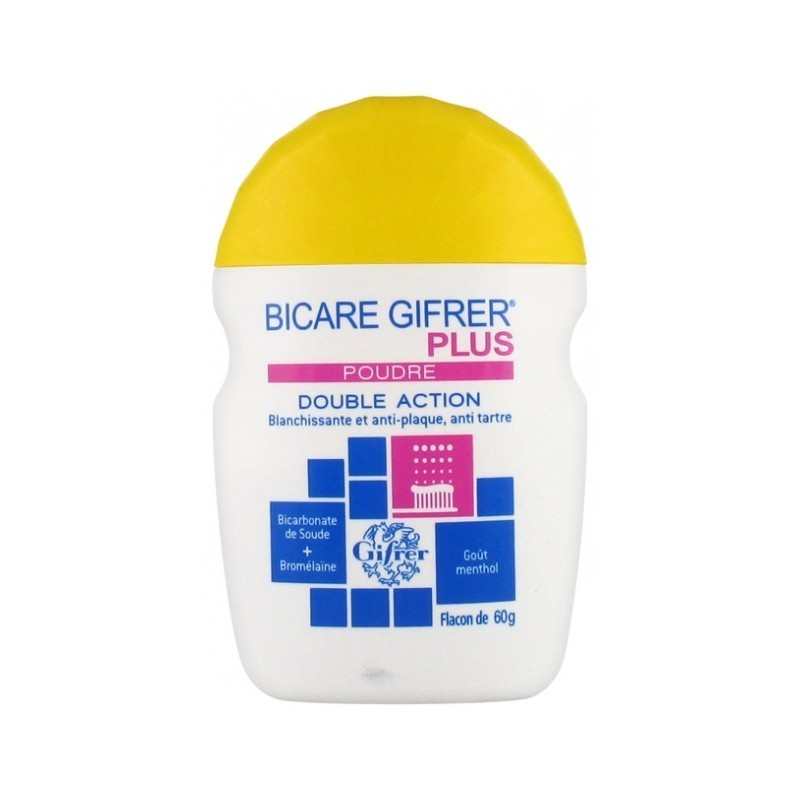 BICARE GIFRER®
PLUS
POUDRE
DOUBLE ACTION
Blanchissante et anti-plaque, anti tartre
Bicarbonate
de Soude
+
Bromélaïne
Gifrer
Goût
menthol
Flacon de 60g